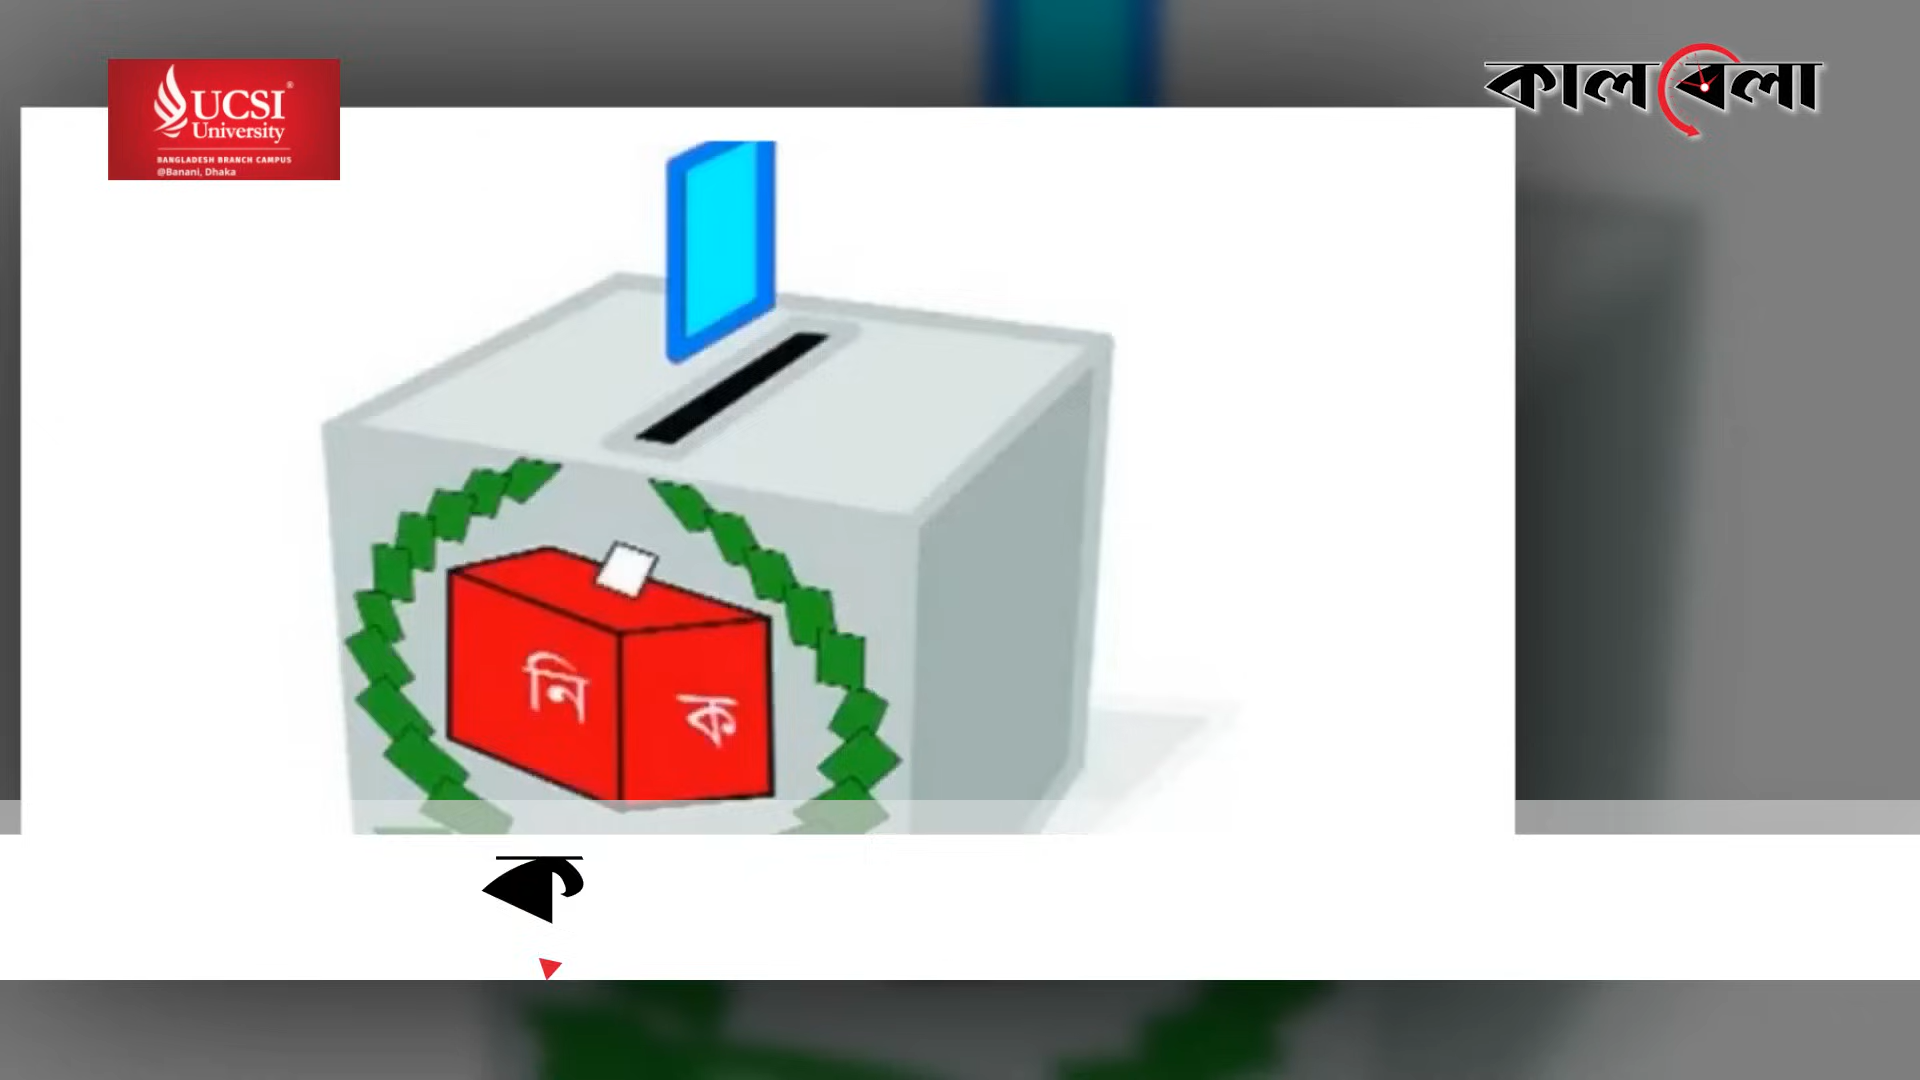 UCSI
University
BANGLADESH BRANCH CAMPUS
@Banani, Dhaka
কালবেলা
নি ক
ক